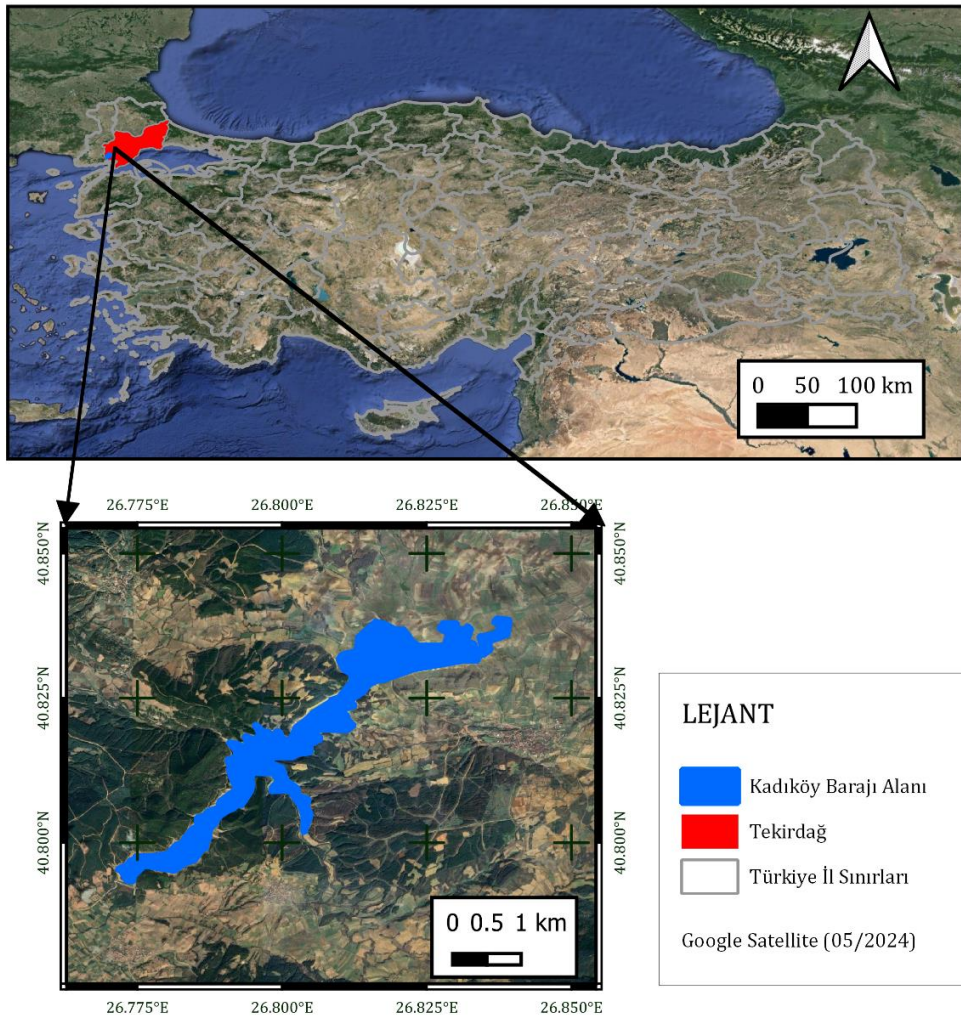 0 50 100 km
26.775°E 26.800°E 26.825°E 26.850°E
40.850°N 40.850°N
40.825°N 40.825°N
40.800°N 40.800°N
0 0.5 1 km
26.775°E 26.800°E 26.825°E 26.850°E
LEJANT
Kadıköy Barajı Alanı
Tekirdağ
Türkiye İl Sınırları
Google Satellite (05/2024)